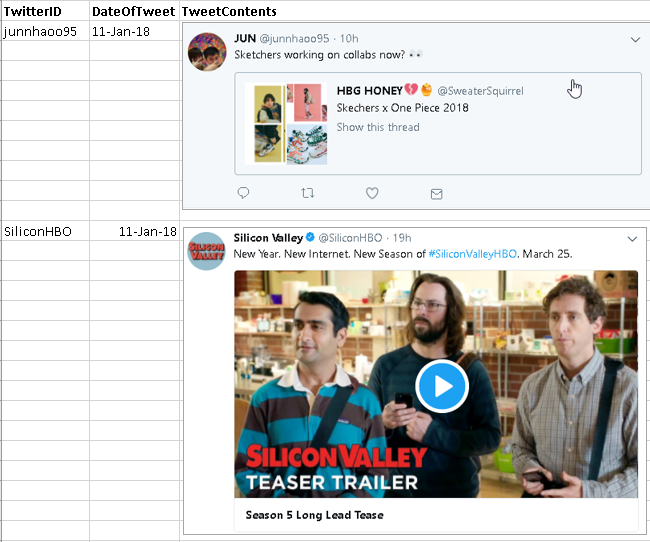 TwitterID DateOfTweet TweetContents
junnhaoo95 11-Jan-18
JUN @junnhaoo95 · 10h
Sketchers working on collabs now? 👀
HBG HONEY💔🍯 @SweaterSquirrel
Skechers x One Piece 2018
Show this thread
SiliconHBO 11-Jan-18
SILICON VALLEY
Silicon Valley @SiliconHBO · 19h
New Year. New Internet. New Season of #SiliconValleyHBO. March 25.
SILICON VALLEY
TEASER TRAILER
Season 5 Long Lead Tease